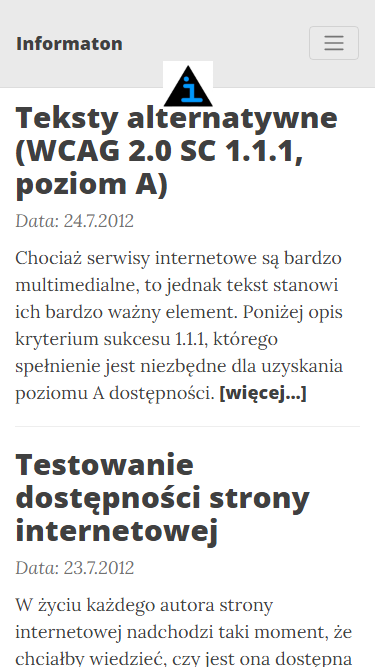 Informaton
i
Teksty alternatywne
(WCAG 2.0 SC 1.1.1,
poziom A)
Data: 24.7.2012
Chociaż serwisy internetowe są bardzo
multimedialne, to jednak tekst stanowi
ich bardzo ważny element. Poniżej opis
kryterium sukcesu 1.1.1, którego
spełnienie jest niezbędne dla uzyskania
poziomu A dostępności. [więcej...]
Testowanie
dostępności strony
internetowej
Data: 23.7.2012
W życiu każdego autora strony
internetowej nadchodzi taki moment, że
chciałby wiedzieć, czy jest ona dostępna